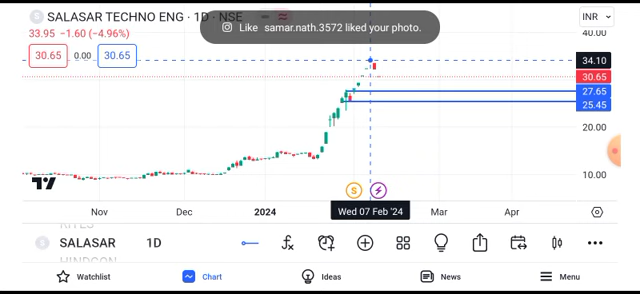 S SALASAR TECHNO ENG · 1D · NSE
Like samar.nath.3572 liked your photo.
INR
33.95 −1.60 (−4.96%)
40.00
30.65 0.00 30.65
34.10
30.65
27.65
25.45
20.00
10.00
S
Nov Dec 2024 Wed 07 Feb '24 Mar Apr
RITES
S SALASAR 1D
HINDCON
Watchlist Chart Ideas News Menu